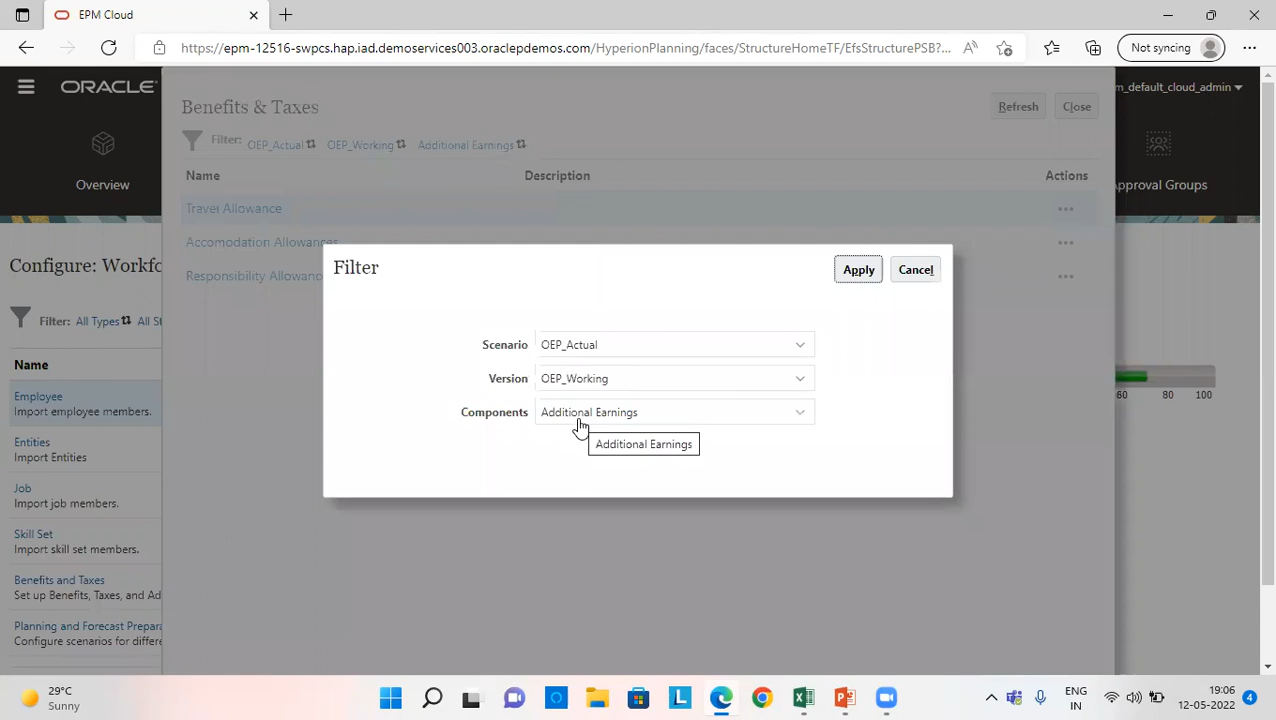 EPM Cloud
https://epm-12516-swpcs.hap.iad.demoservices003.oraclepdemos.com/HyperionPlanning/faces/StructureHomeTF/EfsStructurePSB?...
Not syncing
ORACLE
m_default_cloud_admin
Overview
Approval Groups
Benefits & Taxes
Refresh
Close
Filter: OEP_Actual OEP_Working Additional Earnings
Name Description Actions
Travel Allowance
Accomodation Allowances
Responsibility Allowanc
Filter
Apply
Cancel
Scenario OEP_Actual
Version OEP_Working
Components Additional Earnings
Additional Earnings
Configure: Workfo
Filter: All Types All St
Name
Employee
Import employee members.
Entities
Import Entities
Job
Import job members.
Skill Set
Import skill set members.
Benefits and Taxes
Set up Benefits, Taxes, and Ad
Planning and Forecast Prepara
Configure scenarios for differe
60 80 100
29°C
Sunny
ENG
IN
19:06
12-05-2022
4